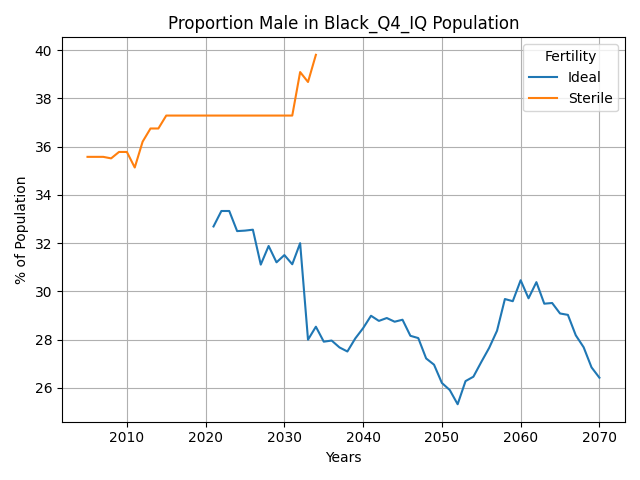 Proportion Male in Black_Q4_IQ Population
% of Population
40
38
36
34
32
30
28
26
Fertility
Ideal
Sterile
2010 2020 2030 2040 2050 2060 2070
Years